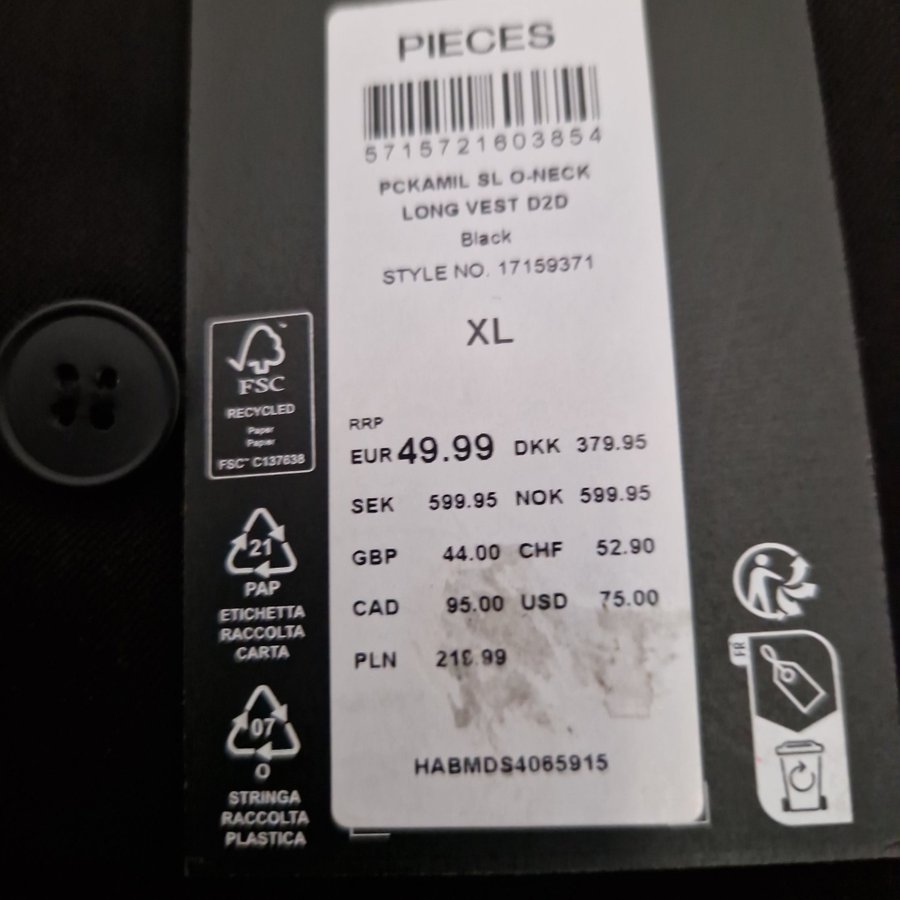 PIECES
5715721603854
PCKAMIL SL O-NECK
LONG VEST D2D
Black
STYLE NO. 17159371
XL
RRP
EUR 49.99 DKK 379.95
SEK 599.95 NOK 599.95
GBP 44.00 CHF 52.90
CAD 95.00 USD 75.00
PLN 219.99
HABMDS4065915
FSC
RECYCLED
Paper
Papier
FSC™ C137638
21
PAP
ETICHETTA
RACCOLTA
CARTA
07
O
STRINGA
RACCOLTA
PLASTICA
FR